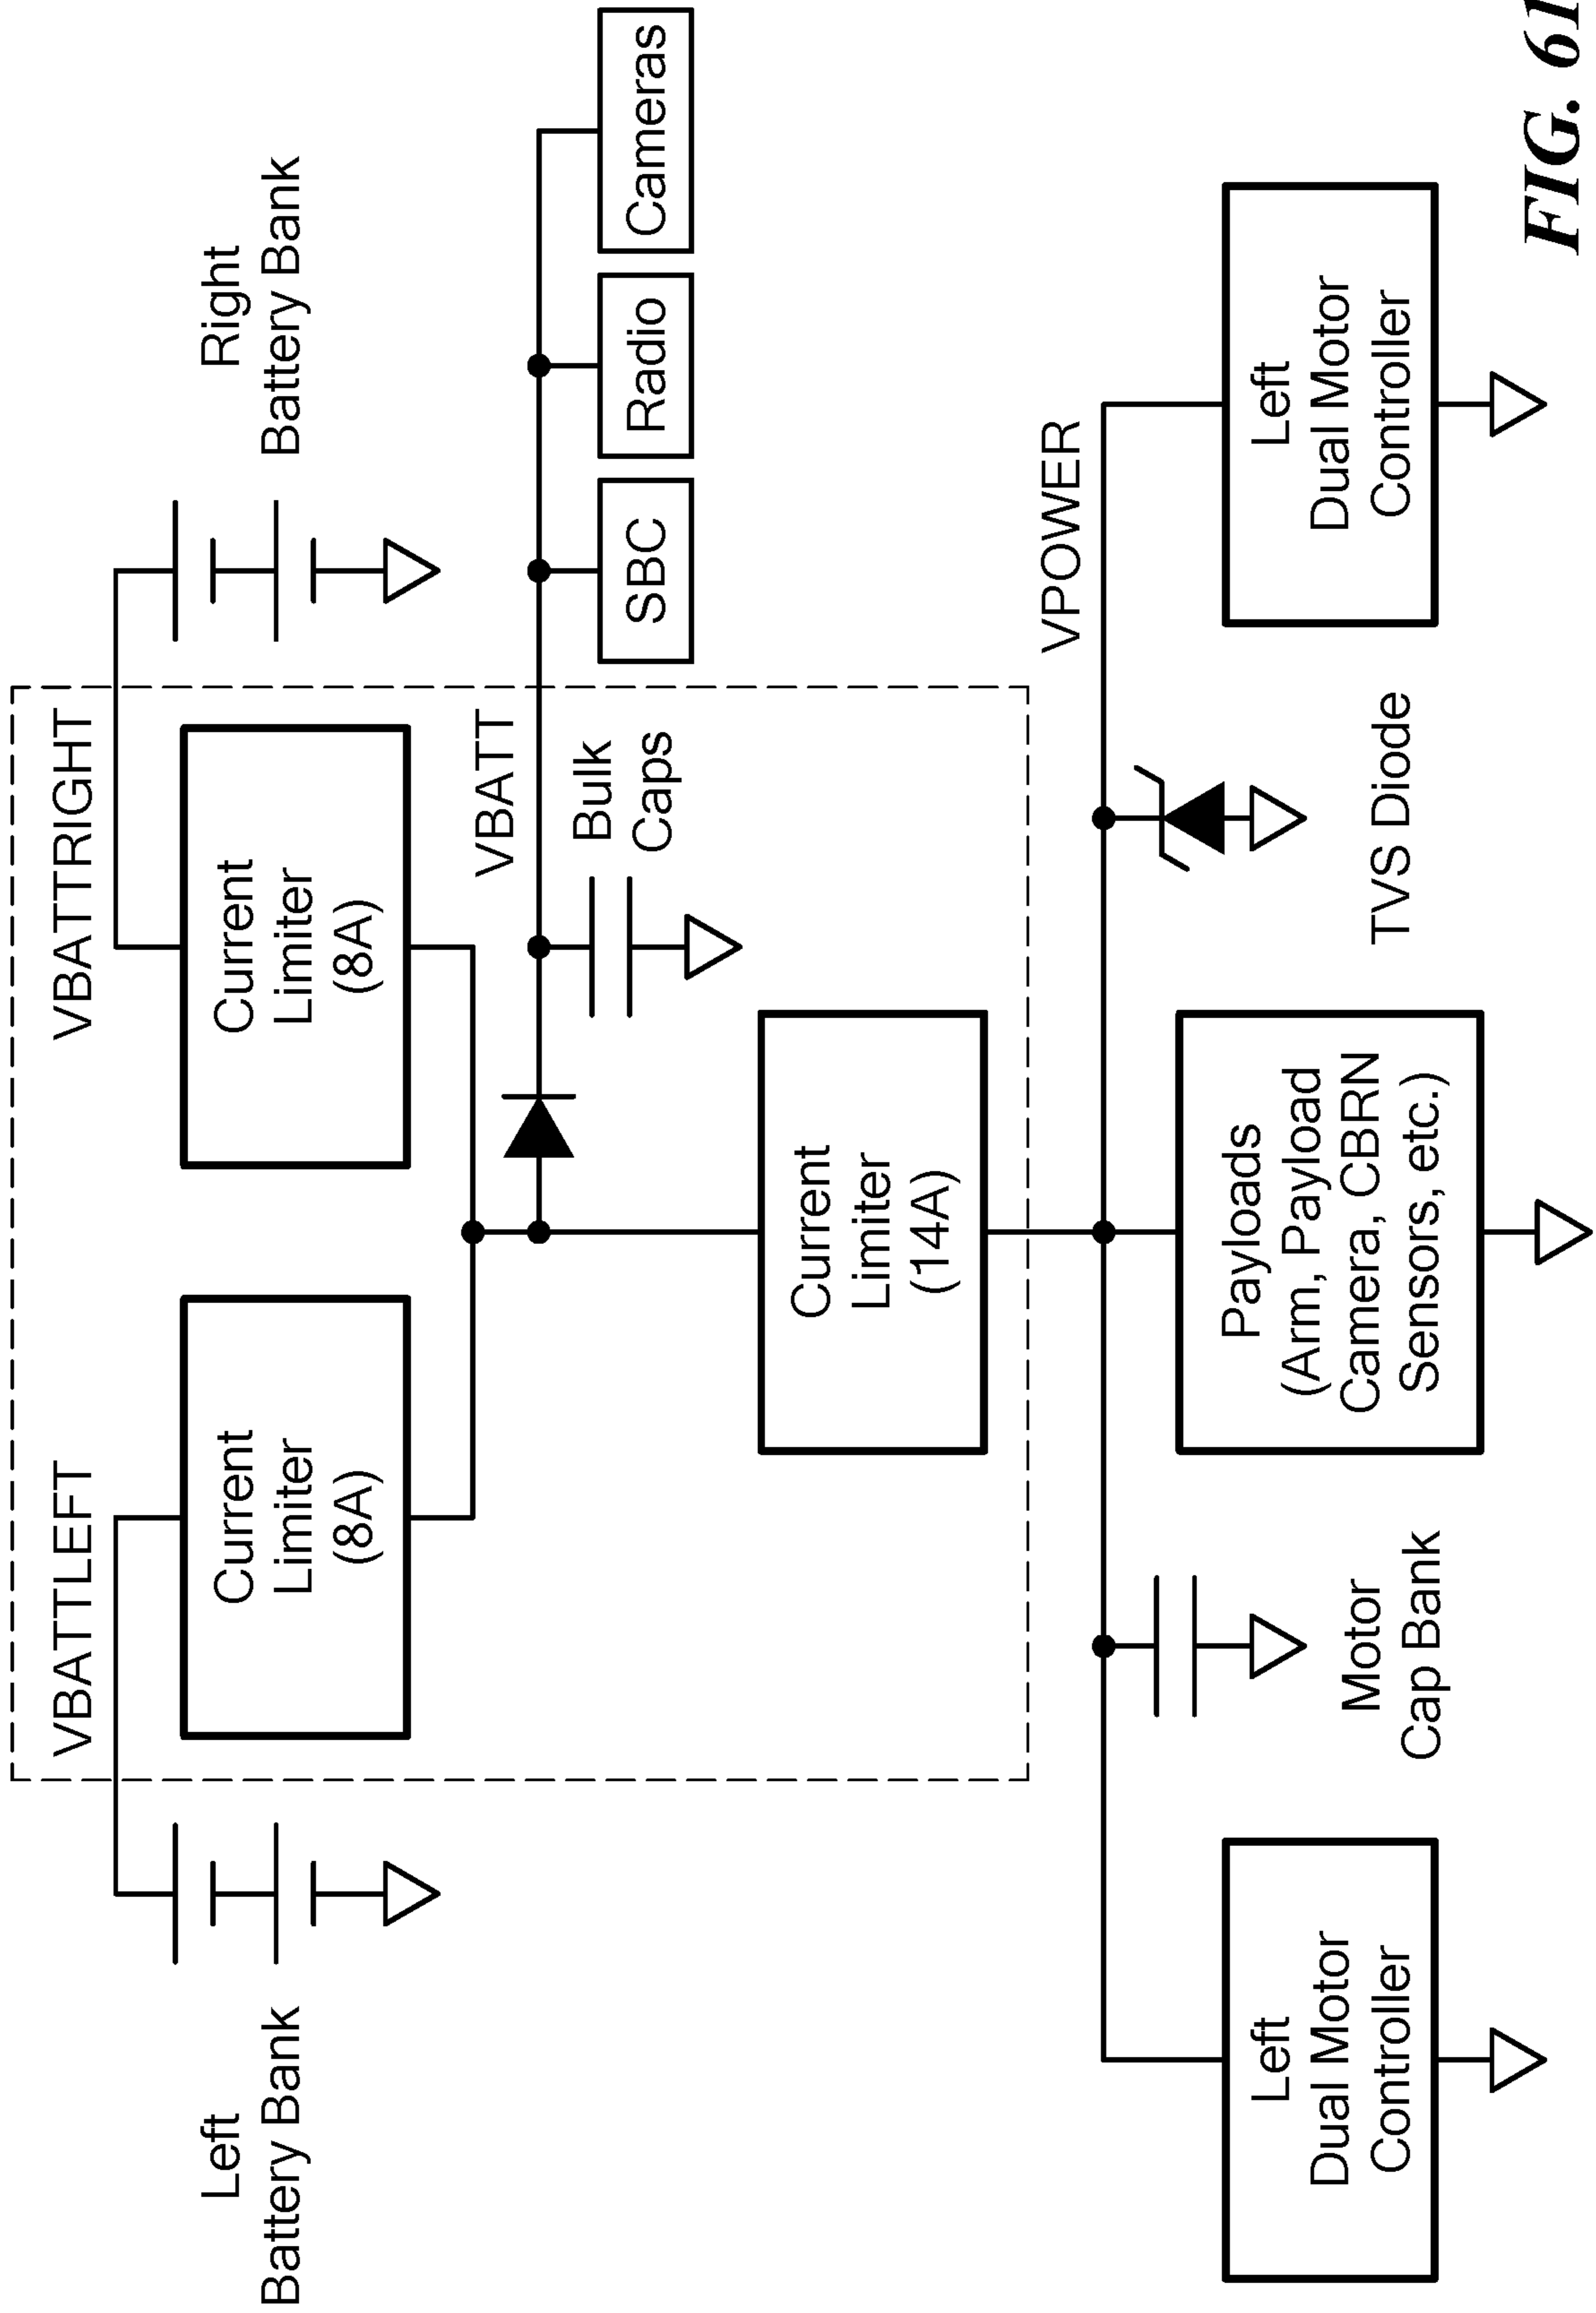 Left
Battery Bank
VBATTLEFT
Current
Limiter
(8A)
VBATTRIGHT
Current
Limiter
(8A)
Right
Battery Bank
VBATT
Bulk
Caps
SBC
Radio
Cameras
Current
Limiter
(14A)
VPOWER
Left
Dual Motor
Controller
Motor
Cap Bank
Payloads
(Arm, Payload
Camera, CBRN
Sensors, etc.)
TVS Diode
Left
Dual Motor
Controller
FIG. 61